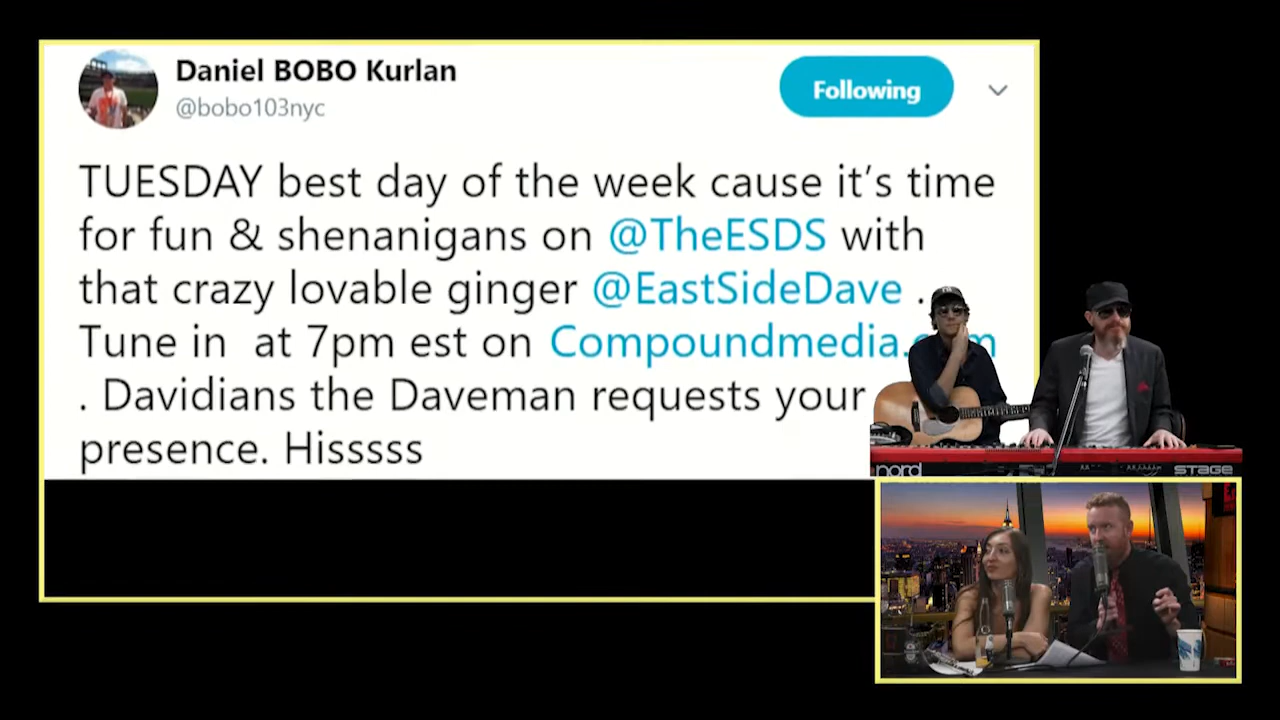 Daniel BOBO Kurlan
@bobo103nyc
Following
TUESDAY best day of the week cause it's time
for fun & shenanigans on @TheESDS with
that crazy lovable ginger @EastSideDave .
Tune in at 7pm est on Compoundmedia.com
. Davidians the Daveman requests your
presence. Hisssss
nord
STAGE